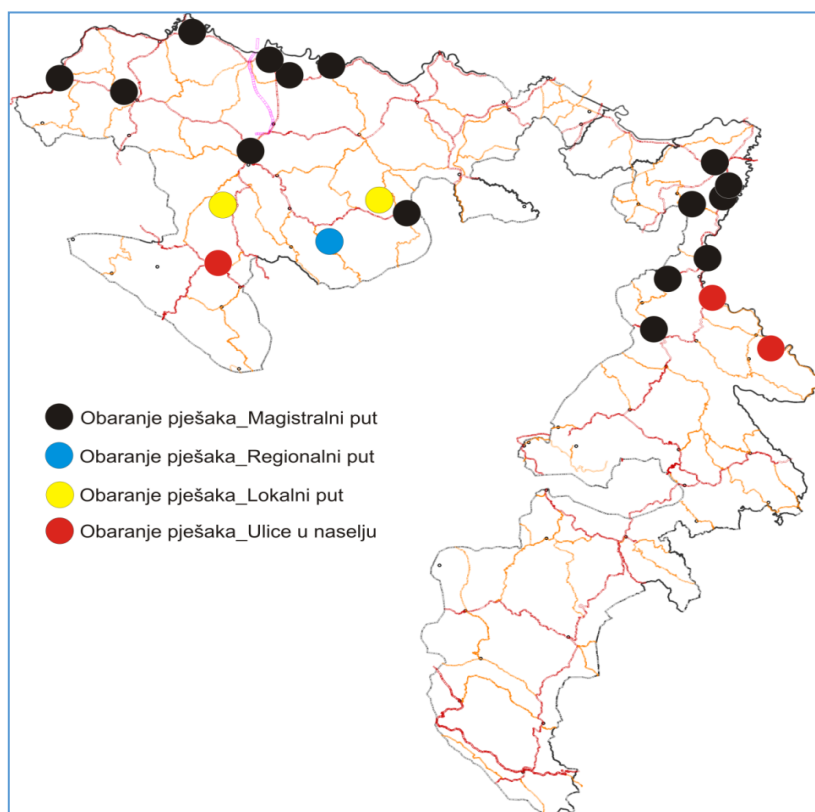 Obaranje pješaka_Magistralni put
Obaranje pješaka_Regionalni put
Obaranje pješaka_Lokalni put
Obaranje pješaka_Ulice u naselju